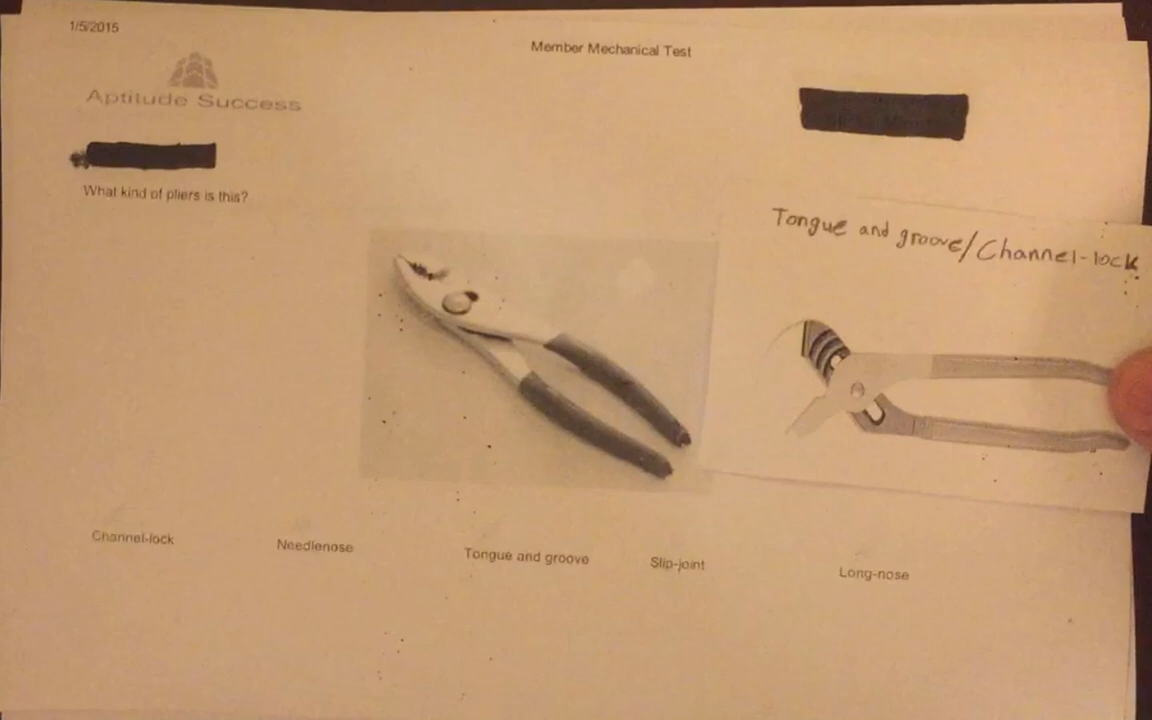 1/5/2015
Member Mechanical Test
Aptitude Success
What kind of pliers is this?
Tongue and groove/Channel-lock
Channel-lock
Needlenose
Tongue and groove
Slip-joint
Long-nose